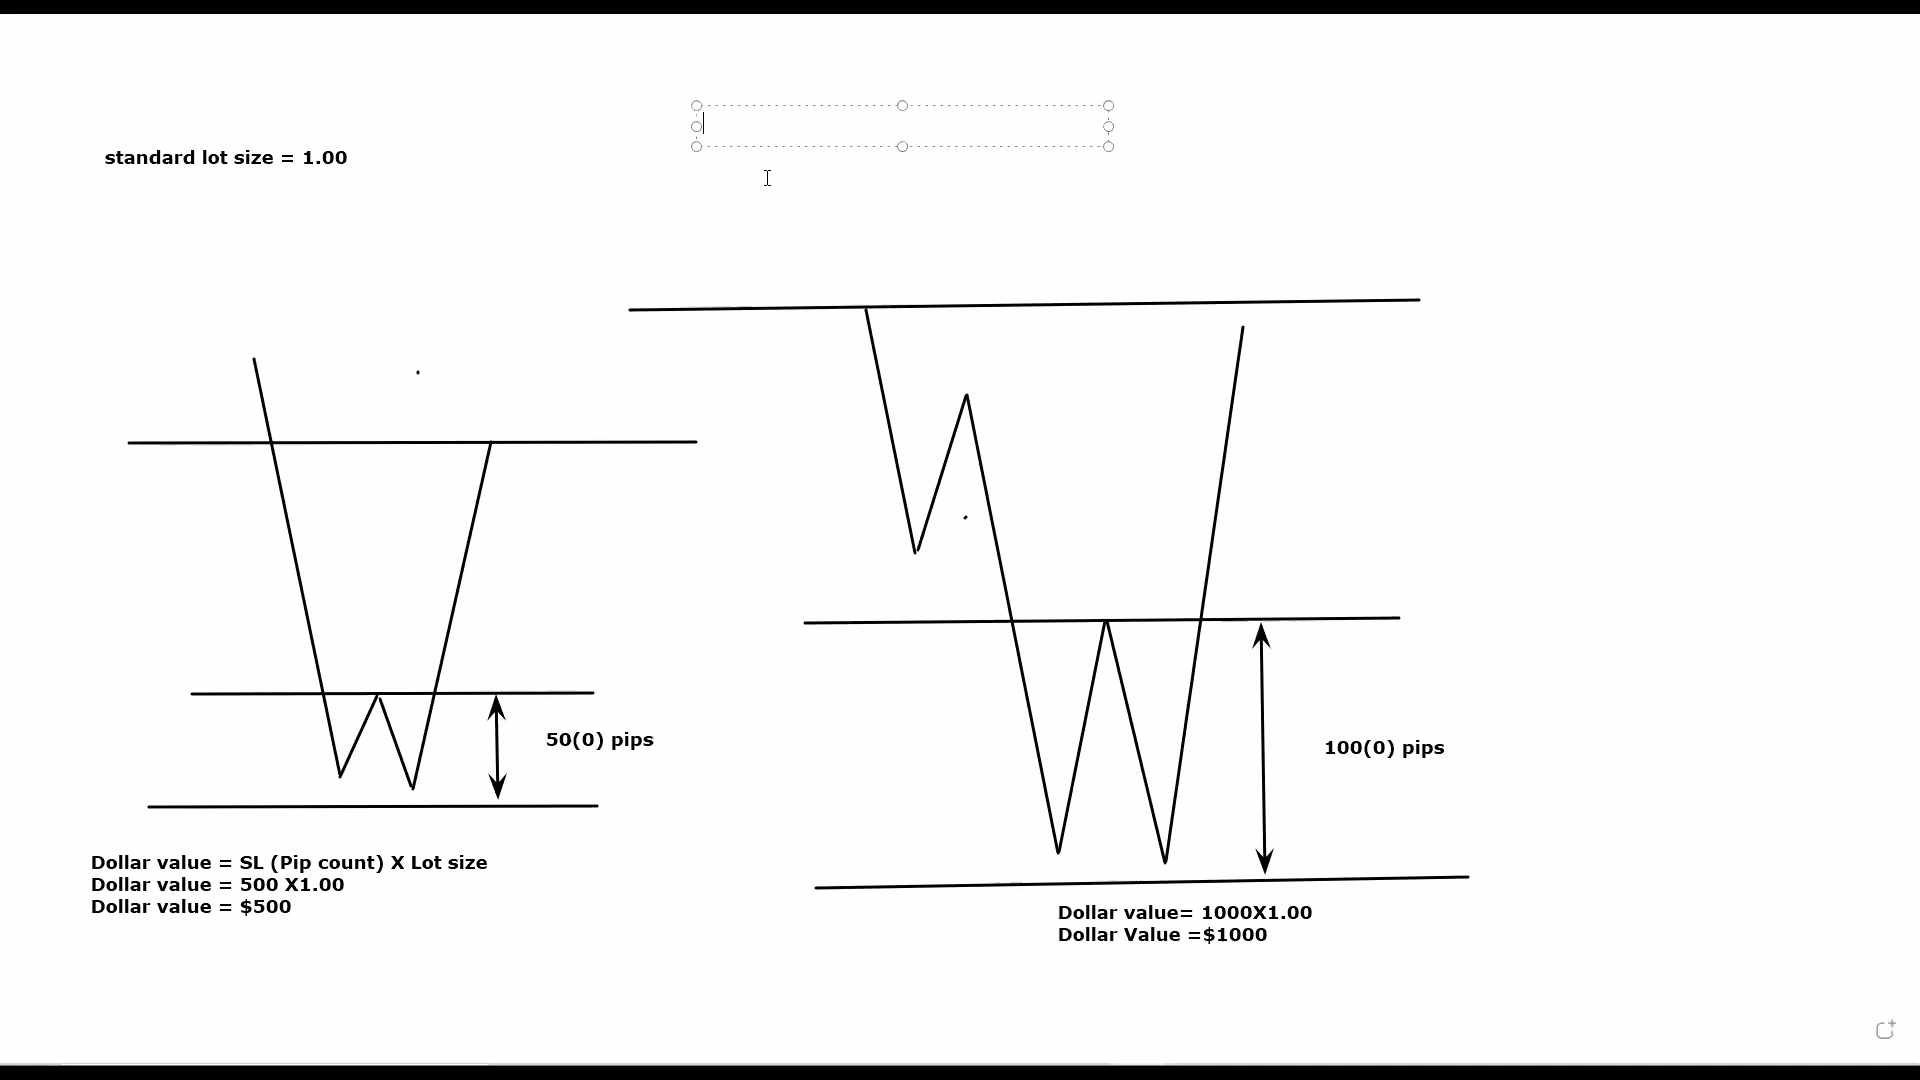 standard lot size = 1.00
50(0) pips
100(0) pips
Dollar value = SL (Pip count) X Lot size
Dollar value = 500 X1.00
Dollar value = $500
Dollar value= 1000X1.00
Dollar Value =$1000